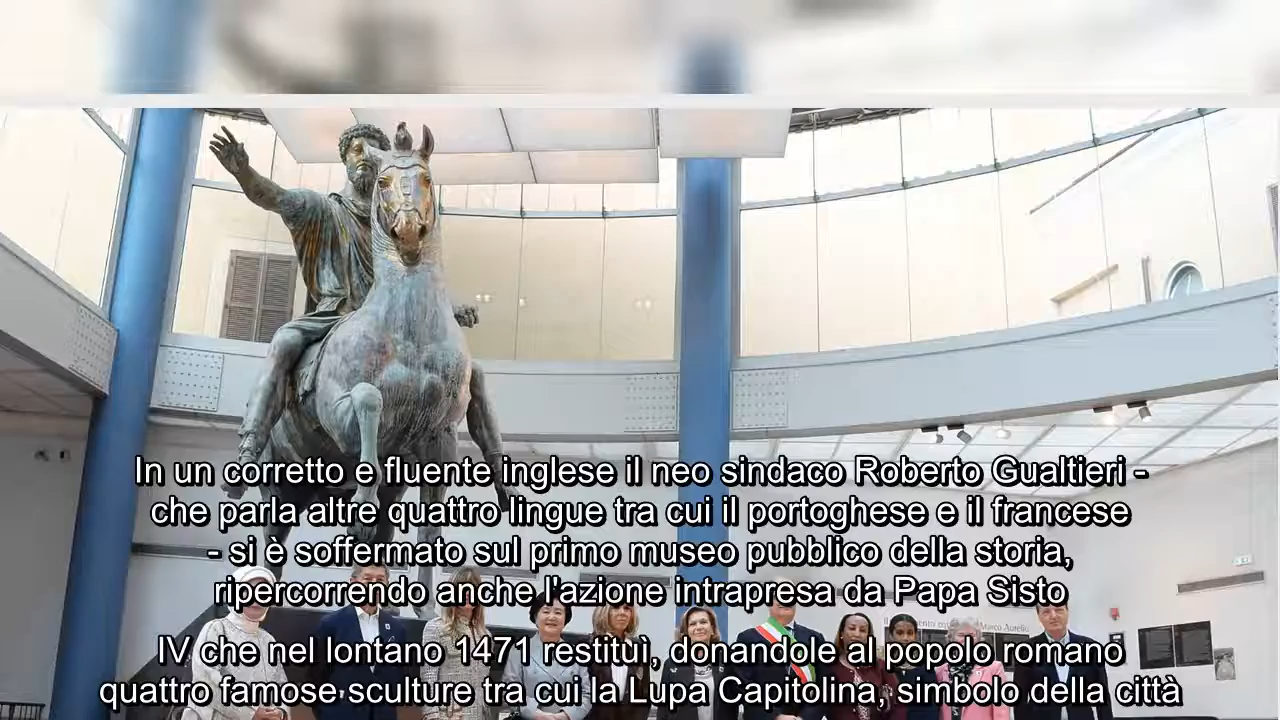 In un corretto e fluente inglese il neo sindaco Roberto Gualtieri -
che parla altre quattro lingue tra cui il portoghese e il francese
- si è soffermato sul primo museo pubblico della storia,
ripercorrendo anche l'azione intrapresa da Papa Sisto
IV che nel lontano 1471 restituì, donandole al popolo romano
quattro famose sculture tra cui la Lupa Capitolina, simbolo della città
Marco Aurelio